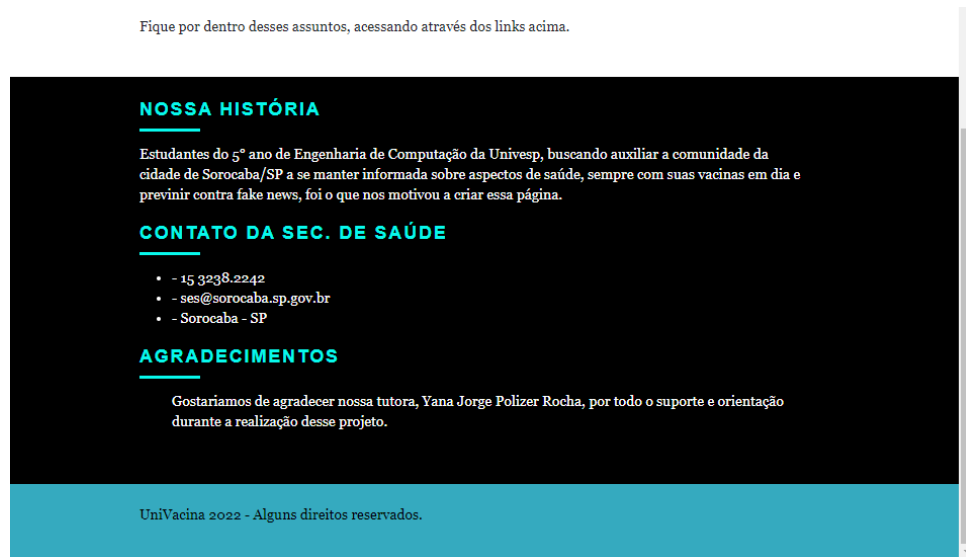 Fique por dentro desses assuntos, acessando através dos links acima.
NOSSA HISTÓRIA
Estudantes do 5° ano de Engenharia de Computação da Univesp, buscando auxiliar a comunidade da
cidade de Sorocaba/SP a se manter informada sobre aspectos de saúde, sempre com suas vacinas em dia e
previnir contra fake news, foi o que nos motivou a criar essa página.
CONTATO DA SEC. DE SAÚDE
• - 15 3238.2242
• - ses@sorocaba.sp.gov.br
• - Sorocaba - SP
AGRADECIMENTOS
Gostariamos de agradecer nossa tutora, Yana Jorge Polizer Rocha, por todo o suporte e orientação
durante a realização desse projeto.
UniVacina 2022 - Alguns direitos reservados.